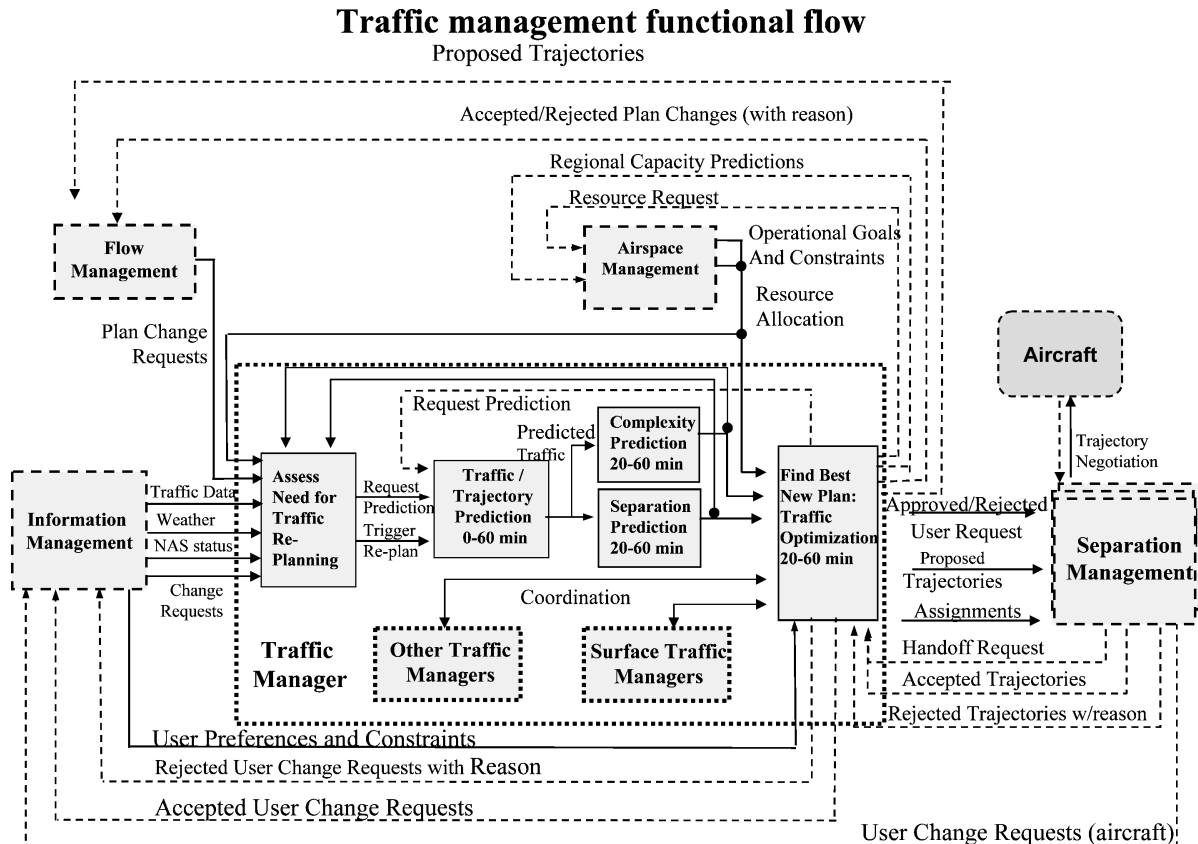 Traffic management functional flow
Proposed Trajectories
Accepted/Rejected Plan Changes (with reason)
Regional Capacity Predictions
Resource Request
Flow
Management
Airspace
Management
Operational Goals
And Constraints
Resource
Allocation
Plan Change
Requests
Aircraft
Trajectory
Negotiation
Request Prediction
Predicted
Traffic
Complexity
Prediction
20-60 min
Assess
Need for
Traffic
Re-
Planning
Request
Prediction
Trigger
Re-plan
Traffic /
Trajectory
Prediction
0-60 min
Separation
Prediction
20-60 min
Find Best
New Plan:
Traffic
Optimization
20-60 min
Information
Management
Traffic Data
Weather
NAS status
Change
Requests
Approved/Rejected
User Request
Proposed
Trajectories
Assignments
Separation
Management
Coordination
Traffic
Manager
Other Traffic
Managers
Surface Traffic
Managers
Handoff Request
Accepted Trajectories
Rejected Trajectories w/reason
User Preferences and Constraints
Rejected User Change Requests with Reason
Accepted User Change Requests
User Change Requests (aircraft)